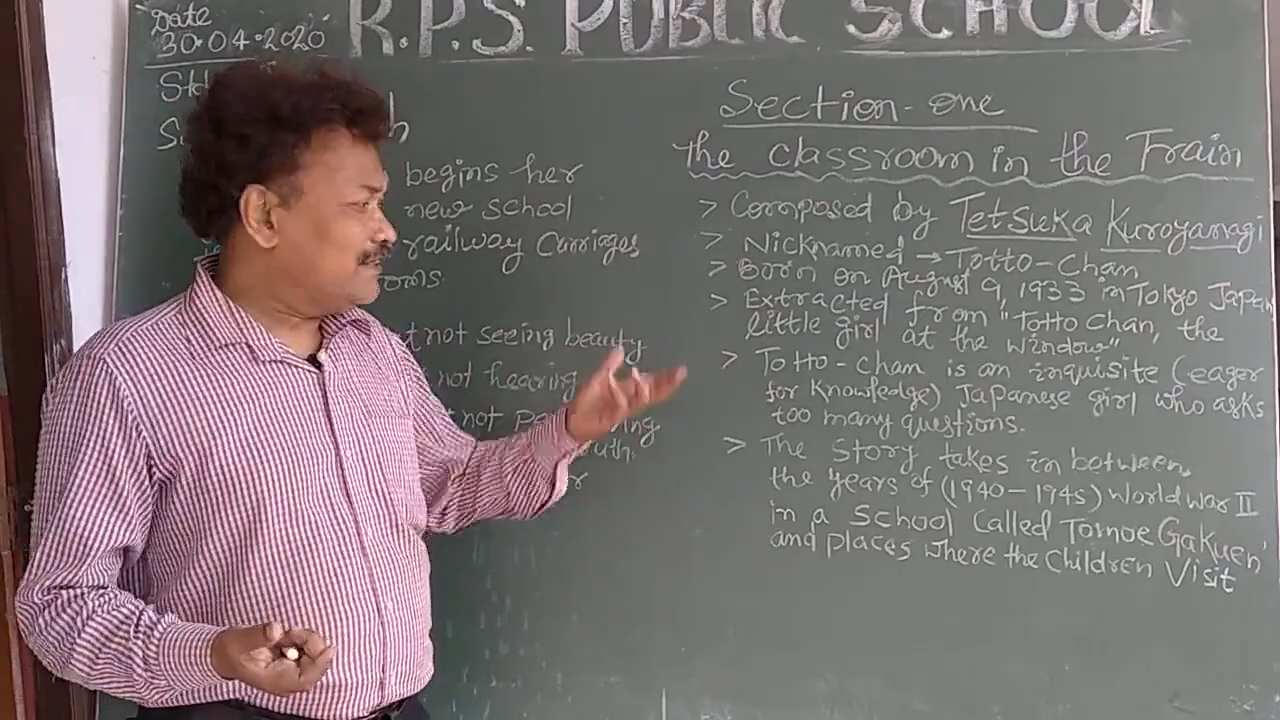 Date
30.04.2020
R.P.S. PUBLIC SCHOOL
begins her
new school
railway Carriages
t not seeing beauty
not hearing
t not
Section-one
The classroom in the Train
> Composed by Tetsuka Kuroyanagi
> Nicknamed → Totto-Chan
> Born on August 9, 1933 in Tokyo Japan
> Extracted from "Totto Chan, the
little girl at the window"
> Totto-Chan is an inquisite (eager
for knowledge) Japanese girl who asks
too many questions.
> The Story takes in between,
the years of (1940-1945) World war II
in a School Called Tomoe Gakuen'
and places where the Children Visit